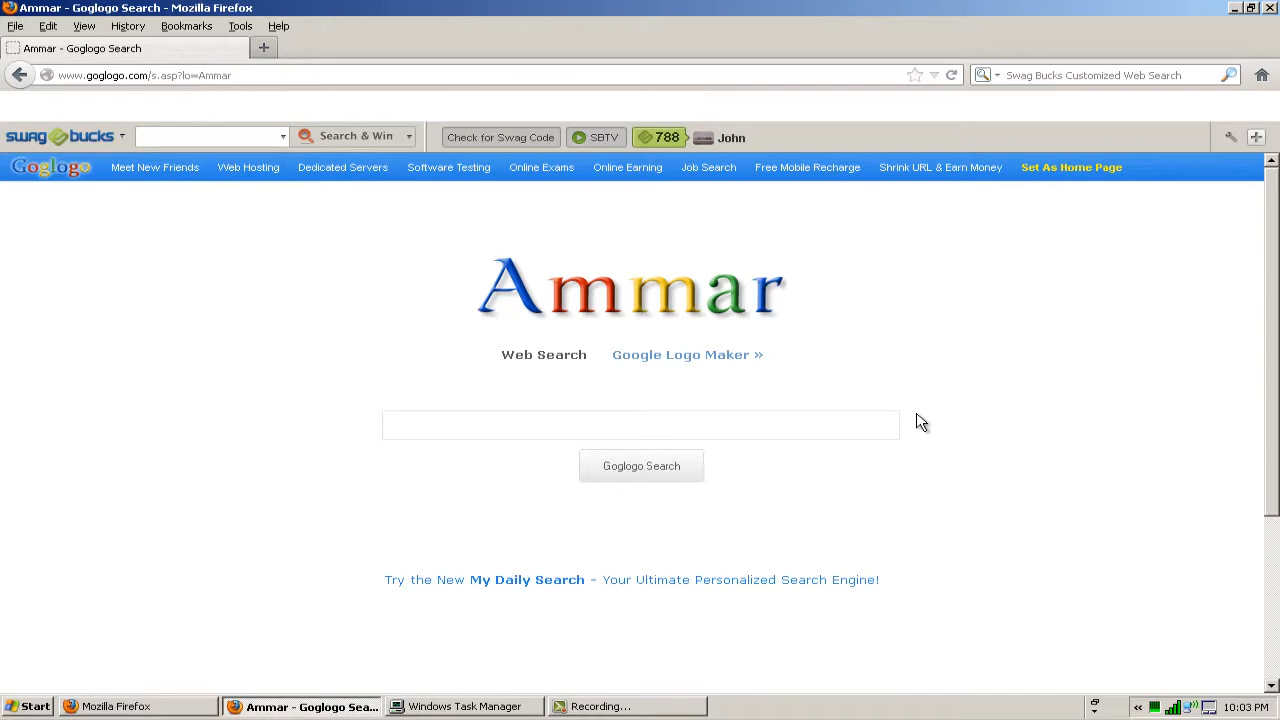 Ammar - Goglogo Search - Mozilla Firefox
File Edit View History Bookmarks Tools Help
Ammar - Goglogo Search
www.goglogo.com/s.asp?lo=Ammar Swag Bucks Customized Web Search
swag bucks Search & Win Check for Swag Code SBTV 788 John
Goglogo Meet New Friends Web Hosting Dedicated Servers Software Testing Online Exams Online Earning Job Search Free Mobile Recharge Shrink URL & Earn Money Set As Home Page
Ammar
Web Search Google Logo Maker »
Goglogo Search
Try the New My Daily Search - Your Ultimate Personalized Search Engine!
Start Mozilla Firefox Ammar - Goglogo Sea... Windows Task Manager Recording... « 10:03 PM